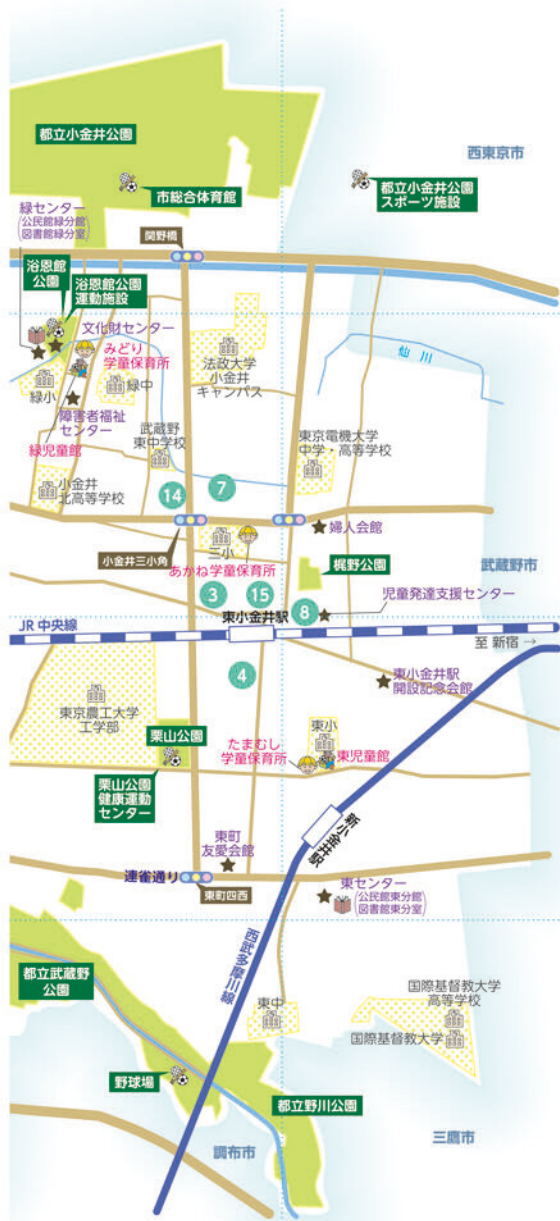 都立小金井公園
西東京市
市総合体育館
都立小金井公園
スポーツ施設
緑センター
(公民館緑分館
図書館緑分室)
関野橋
浴恩館
公園
浴恩館公園
運動施設
文化財センター
みどり
学童保育所
法政大学
小金井
キャンパス
仙川
緑小
緑中
障害者福祉
センター
緑児童館
武蔵野
東中学校
東京電機大学
中学・高等学校
小金井
北高等学校
14
7
婦人会館
小金井三小角
三小
あかね学童保育所
梶野公園
武蔵野市
児童発達支援センター
3
15
8
東小金井駅
JR中央線
至 新宿 →
4
東小金井駅
開設記念会館
東京農工大学
工学部
栗山公園
たまむし
学童保育所
東小
東児童館
栗山公園
健康運動
センター
新小金井駅
東町
友愛会館
連雀通り
東町四西
東センター
(公民館東分館
図書館東分室)
西武多摩川線
都立武蔵野
公園
東中
国際基督教大学
高等学校
国際基督教大学
野球場
都立野川公園
調布市
三鷹市